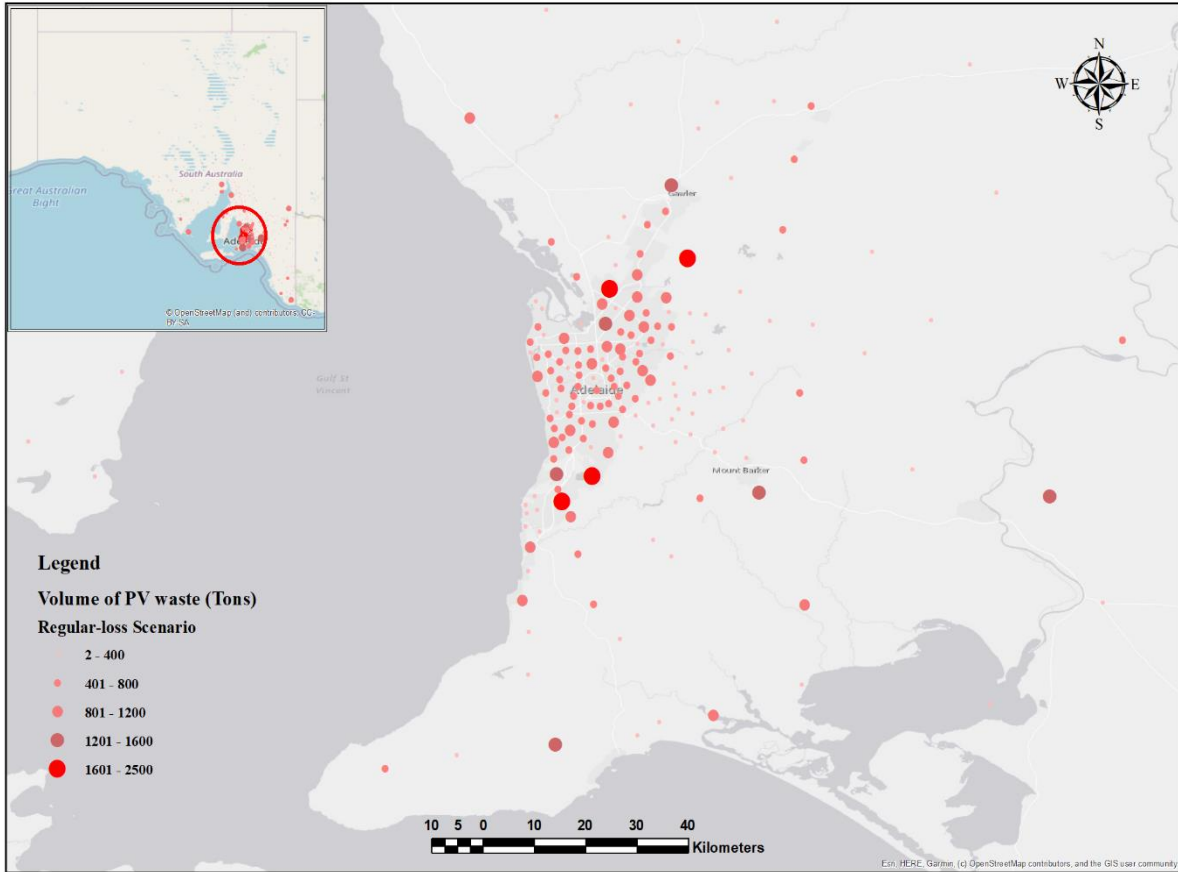 South Australia
Great Australian
Bight
Adelaide
© OpenStreetMap (and) contributors, CC-
BY-SA
N
W
E
S
Gawler
Gulf St
Vincent
Adelaide
Mount Barker
Legend
Volume of PV waste (Tons)
Regular-loss Scenario
2 - 400
401 - 800
801 - 1200
1201 - 1600
1601 - 2500
10 5 0 10 20 30 40
Kilometers
Esri, HERE, Garmin, (c) OpenStreetMap contributors, and the GIS user community